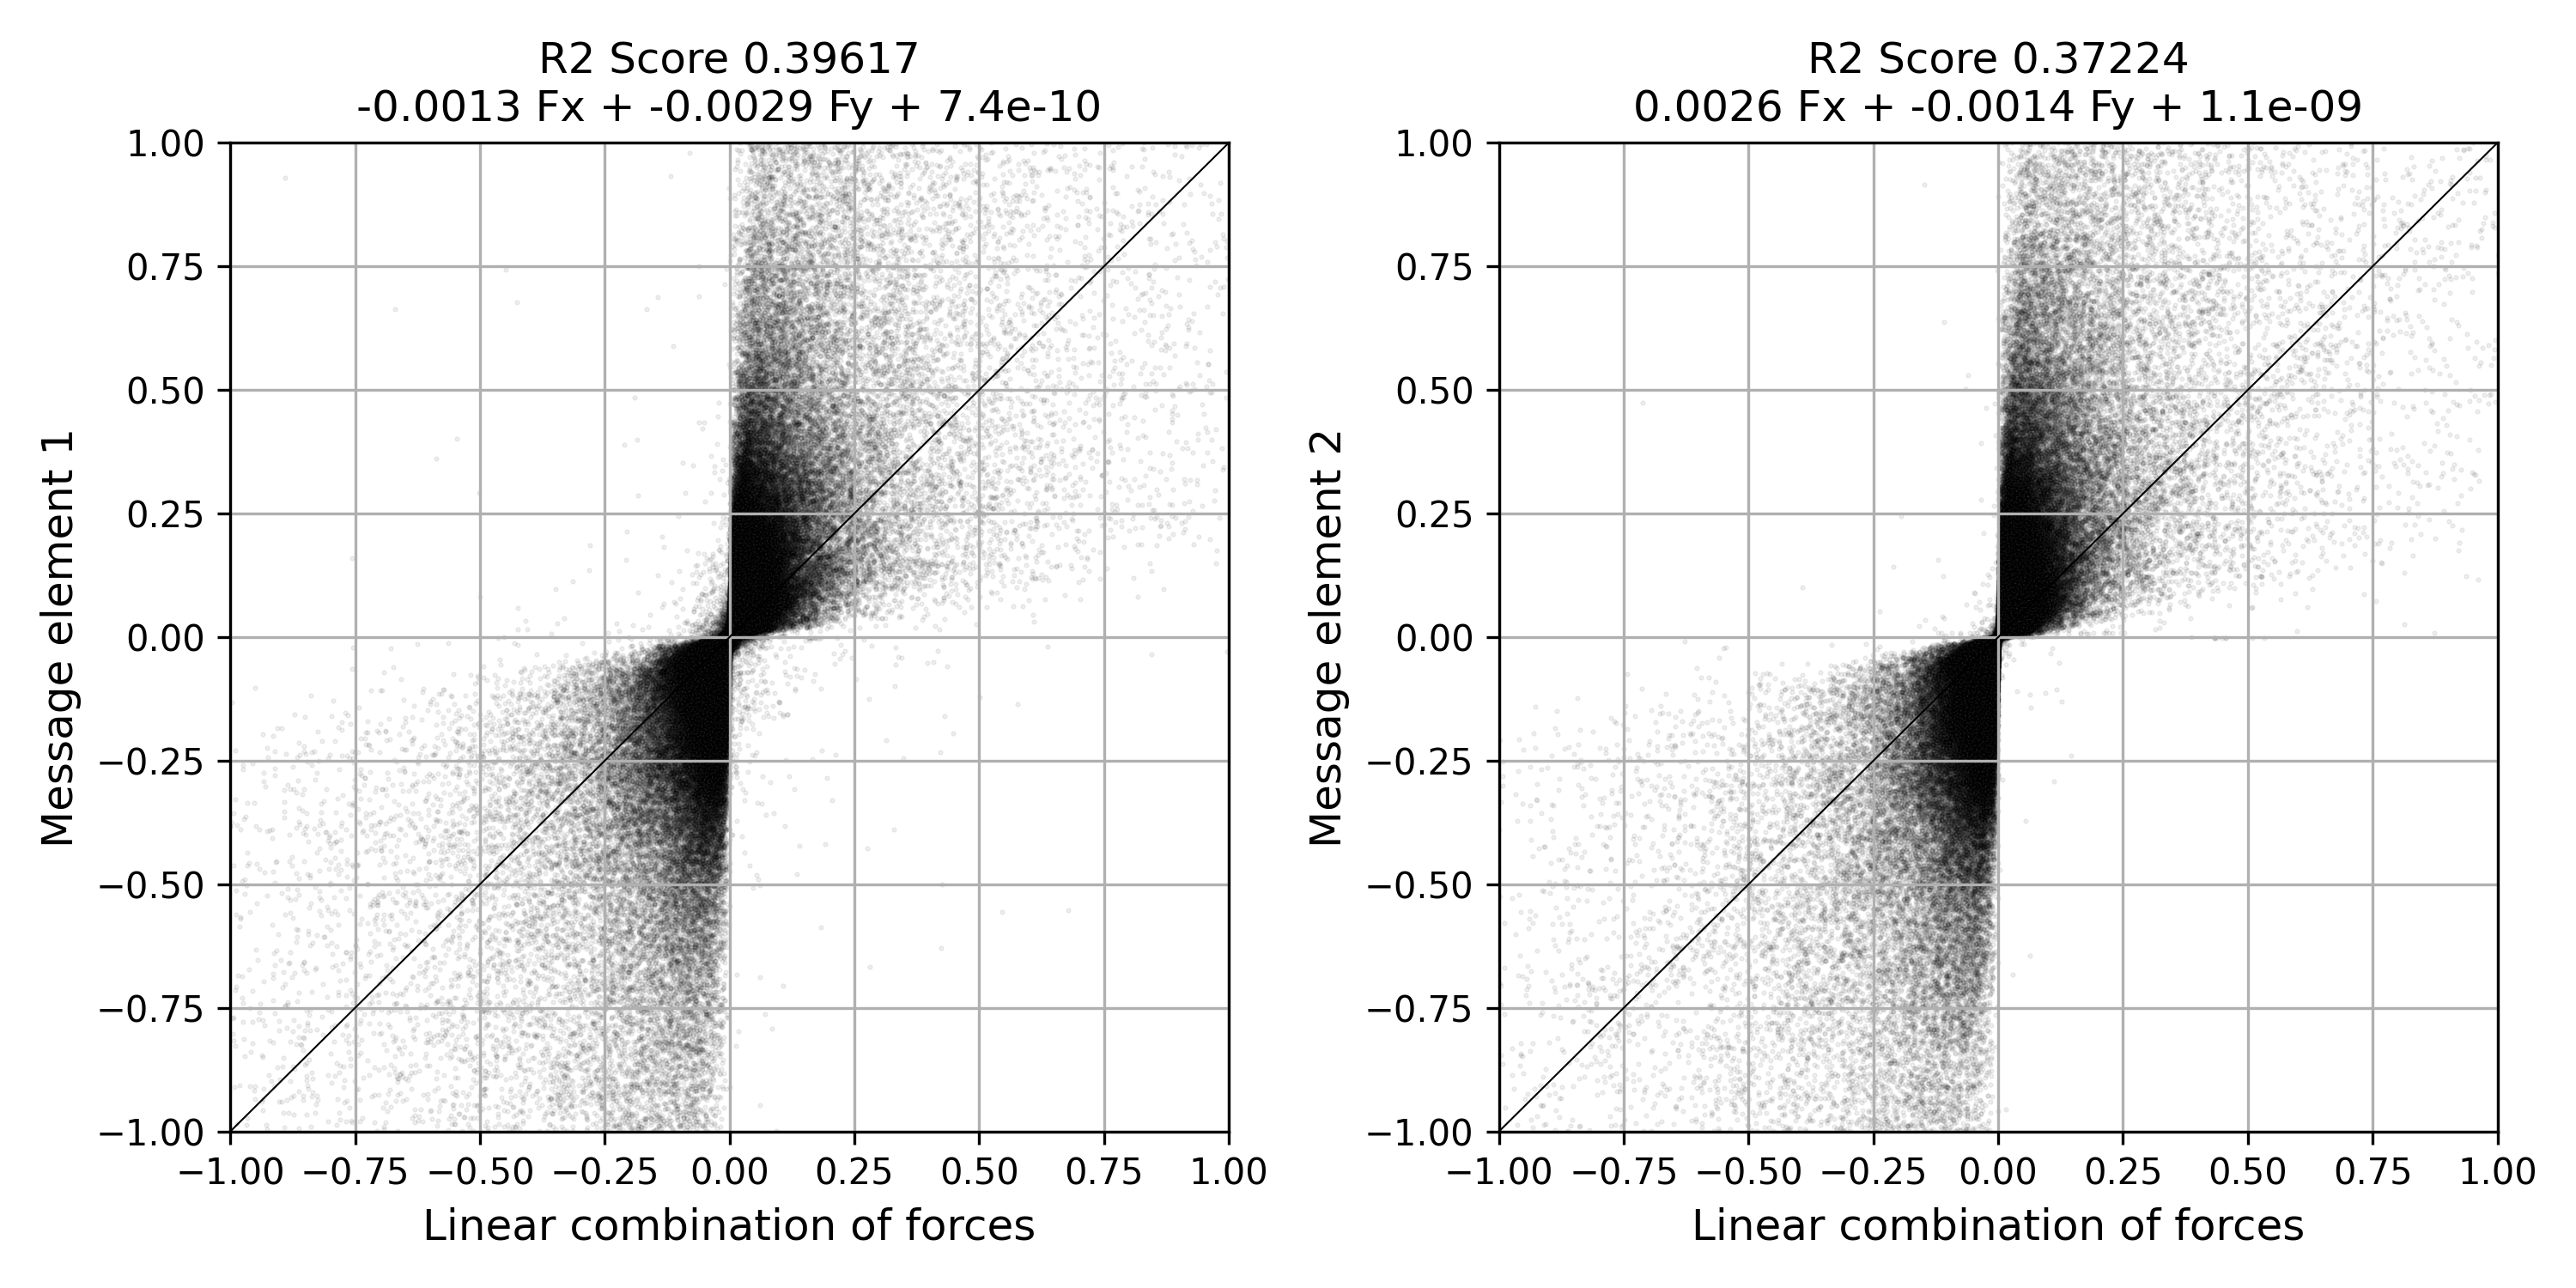 R2 Score 0.39617
-0.0013 Fx + -0.0029 Fy + 7.4e-10
1.00
0.75
0.50
0.25
0.00
−0.25
−0.50
−0.75
−1.00
Message element 1
−1.00 −0.75 −0.50 −0.25 0.00 0.25 0.50 0.75 1.00
Linear combination of forces
R2 Score 0.37224
0.0026 Fx + -0.0014 Fy + 1.1e-09
1.00
0.75
0.50
0.25
0.00
−0.25
−0.50
−0.75
−1.00
Message element 2
−1.00 −0.75 −0.50 −0.25 0.00 0.25 0.50 0.75 1.00
Linear combination of forces